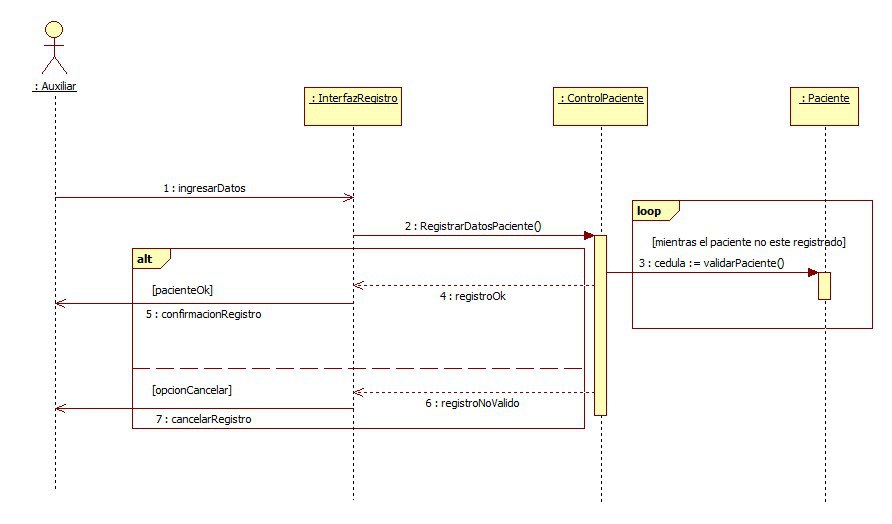 : Auxiliar
: InterfazRegistro
: ControlPaciente
: Paciente
1 : ingresarDatos
2 : RegistrarDatosPaciente()
loop
[mientras el paciente no este registrado]
3 : cedula := validarPaciente()
alt
[pacienteOk]
4 : registroOk
5 : confirmacionRegistro
[opcionCancelar]
6 : registroNoValido
7 : cancelarRegistro